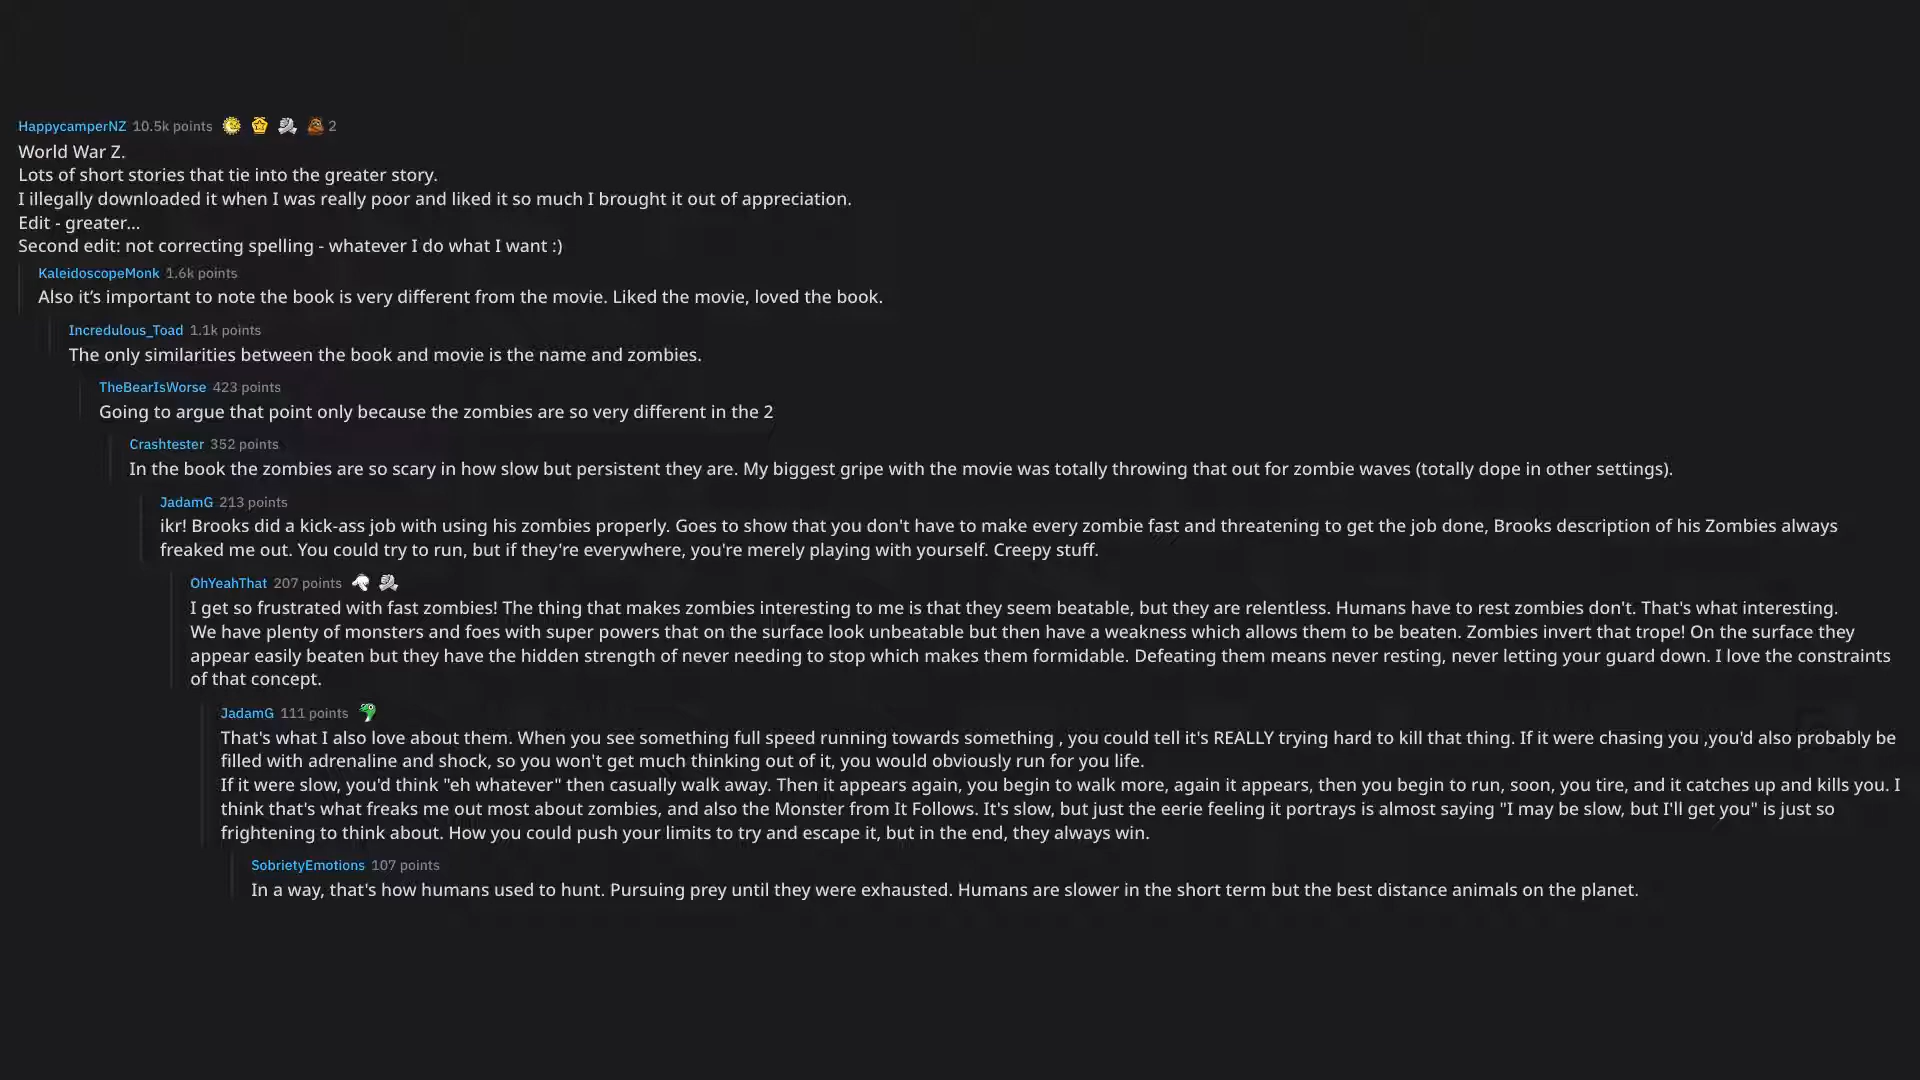 HappycamperNZ 10.5k points 2
World War Z.
Lots of short stories that tie into the greater story.
I illegally downloaded it when I was really poor and liked it so much I brought it out of appreciation.
Edit - greater...
Second edit: not correcting spelling - whatever I do what I want :)
KaleidoscopeMonk 1.6k points
Also it’s important to note the book is very different from the movie. Liked the movie, loved the book.
Incredulous_Toad 1.1k points
The only similarities between the book and movie is the name and zombies.
TheBearIsWorse 423 points
Going to argue that point only because the zombies are so very different in the 2
Crashtester 352 points
In the book the zombies are so scary in how slow but persistent they are. My biggest gripe with the movie was totally throwing that out for zombie waves (totally dope in other settings).
JadamG 213 points
ikr! Brooks did a kick-ass job with using his zombies properly. Goes to show that you don't have to make every zombie fast and threatening to get the job done, Brooks description of his Zombies always
freaked me out. You could try to run, but if they're everywhere, you're merely playing with yourself. Creepy stuff.
OhYeahThat 207 points
I get so frustrated with fast zombies! The thing that makes zombies interesting to me is that they seem beatable, but they are relentless. Humans have to rest zombies don't. That's what interesting.
We have plenty of monsters and foes with super powers that on the surface look unbeatable but then have a weakness which allows them to be beaten. Zombies invert that trope! On the surface they
appear easily beaten but they have the hidden strength of never needing to stop which makes them formidable. Defeating them means never resting, never letting your guard down. I love the constraints
of that concept.
JadamG 111 points
That's what I also love about them. When you see something full speed running towards something , you could tell it's REALLY trying hard to kill that thing. If it were chasing you ,you'd also probably be
filled with adrenaline and shock, so you won't get much thinking out of it, you would obviously run for you life.
If it were slow, you'd think "eh whatever" then casually walk away. Then it appears again, you begin to walk more, again it appears, then you begin to run, soon, you tire, and it catches up and kills you. I
think that's what freaks me out most about zombies, and also the Monster from It Follows. It's slow, but just the eerie feeling it portrays is almost saying "I may be slow, but I'll get you" is just so
frightening to think about. How you could push your limits to try and escape it, but in the end, they always win.
SobrietyEmotions 107 points
In a way, that's how humans used to hunt. Pursuing prey until they were exhausted. Humans are slower in the short term but the best distance animals on the planet.